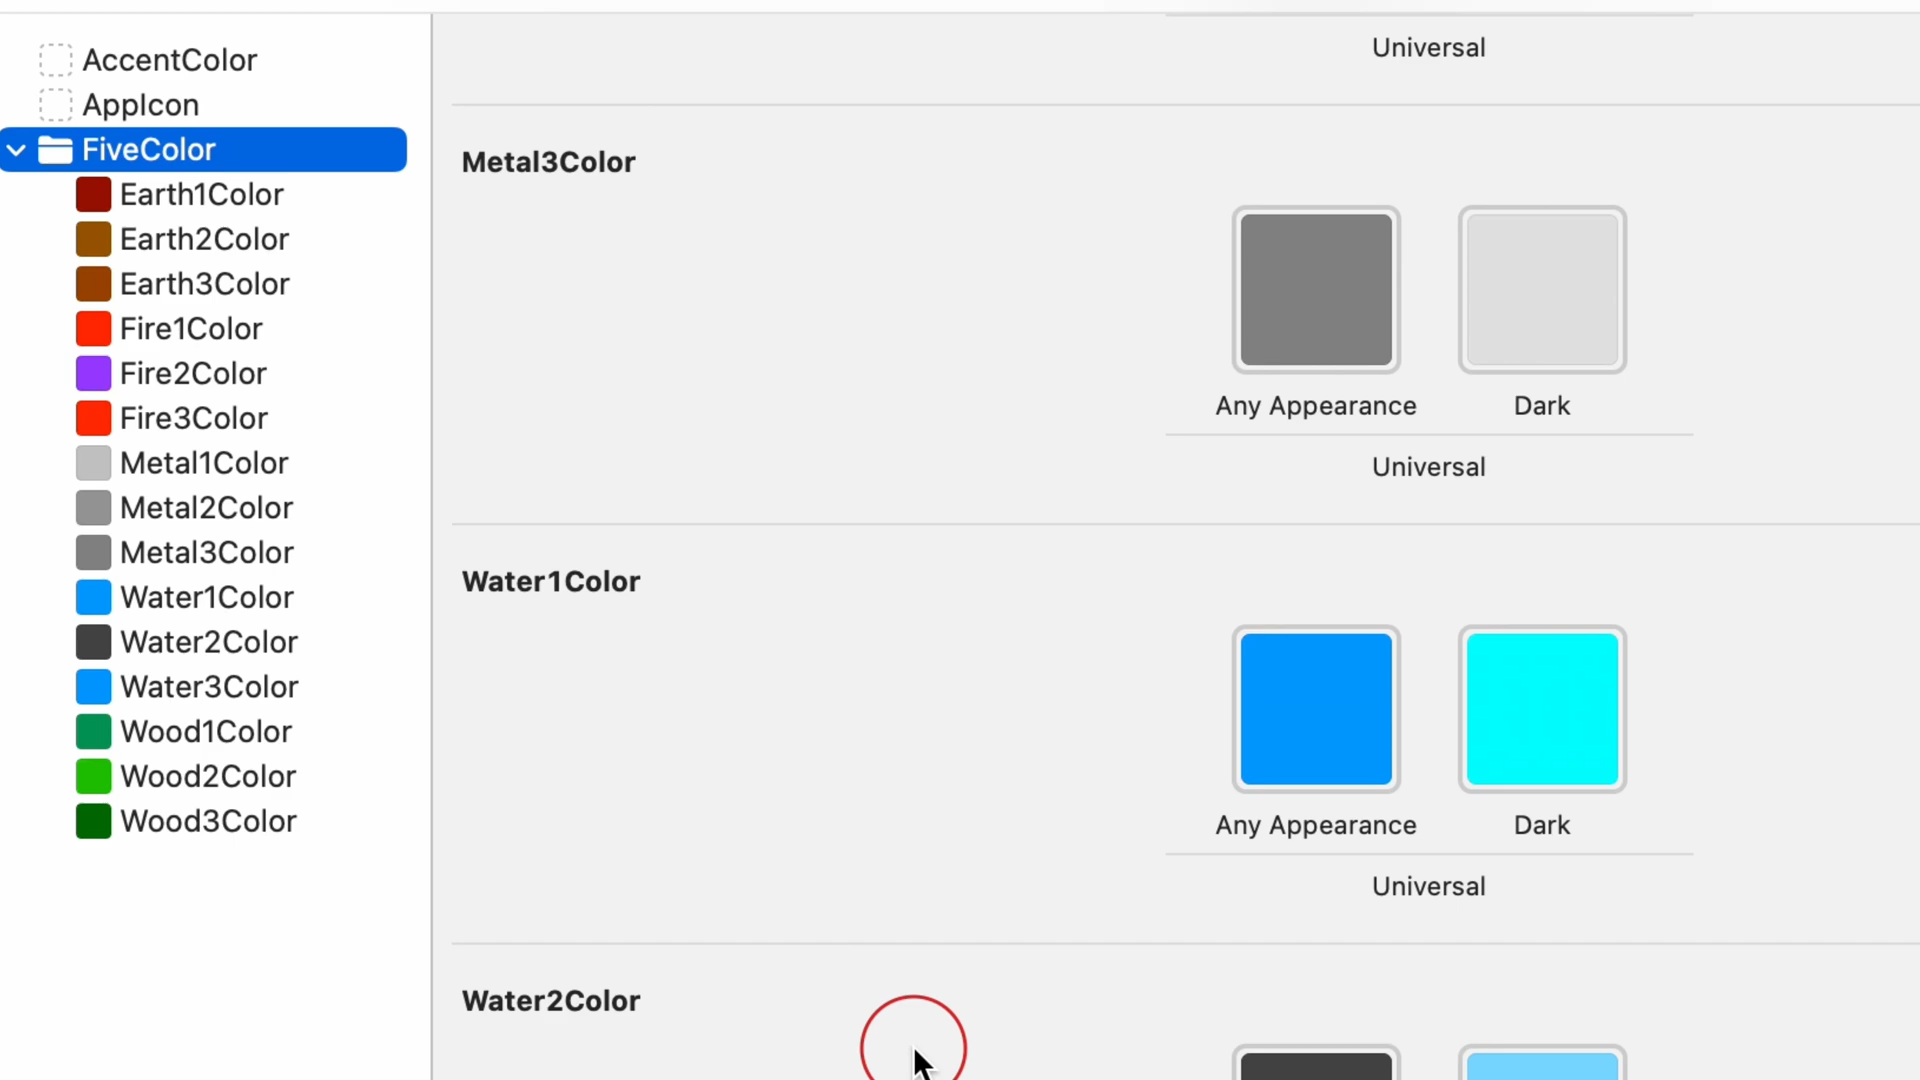 AccentColor
AppIcon
FiveColor
Earth1Color
Earth2Color
Earth3Color
Fire1Color
Fire2Color
Fire3Color
Metal1Color
Metal2Color
Metal3Color
Water1Color
Water2Color
Water3Color
Wood1Color
Wood2Color
Wood3Color
Universal
Metal3Color
Any Appearance Dark
Universal
Water1Color
Any Appearance Dark
Universal
Water2Color